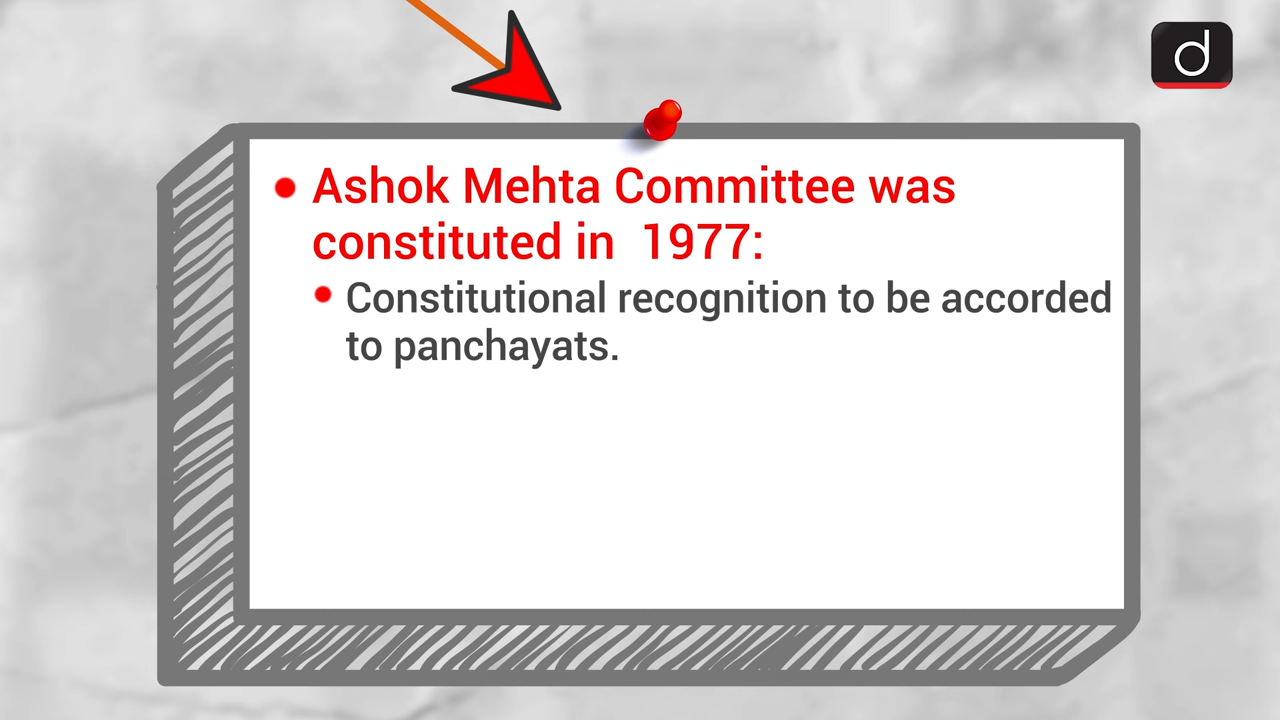 d
Ashok Mehta Committee was
constituted in 1977:
Constitutional recognition to be accorded
to panchayats.